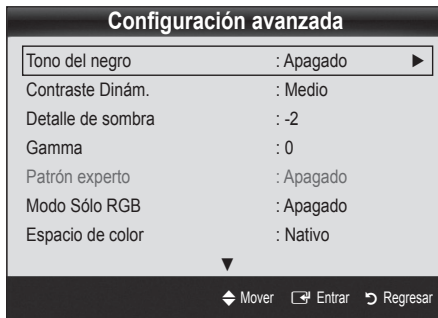 Configuración avanzada
Tono del negro : Apagado ▶
Contraste Dinám. : Medio
Detalle de sombra : -2
Gamma : 0
Patrón experto : Apagado
Modo Sólo RGB : Apagado
Espacio de color : Nativo
▼
Mover Entrar Regresar